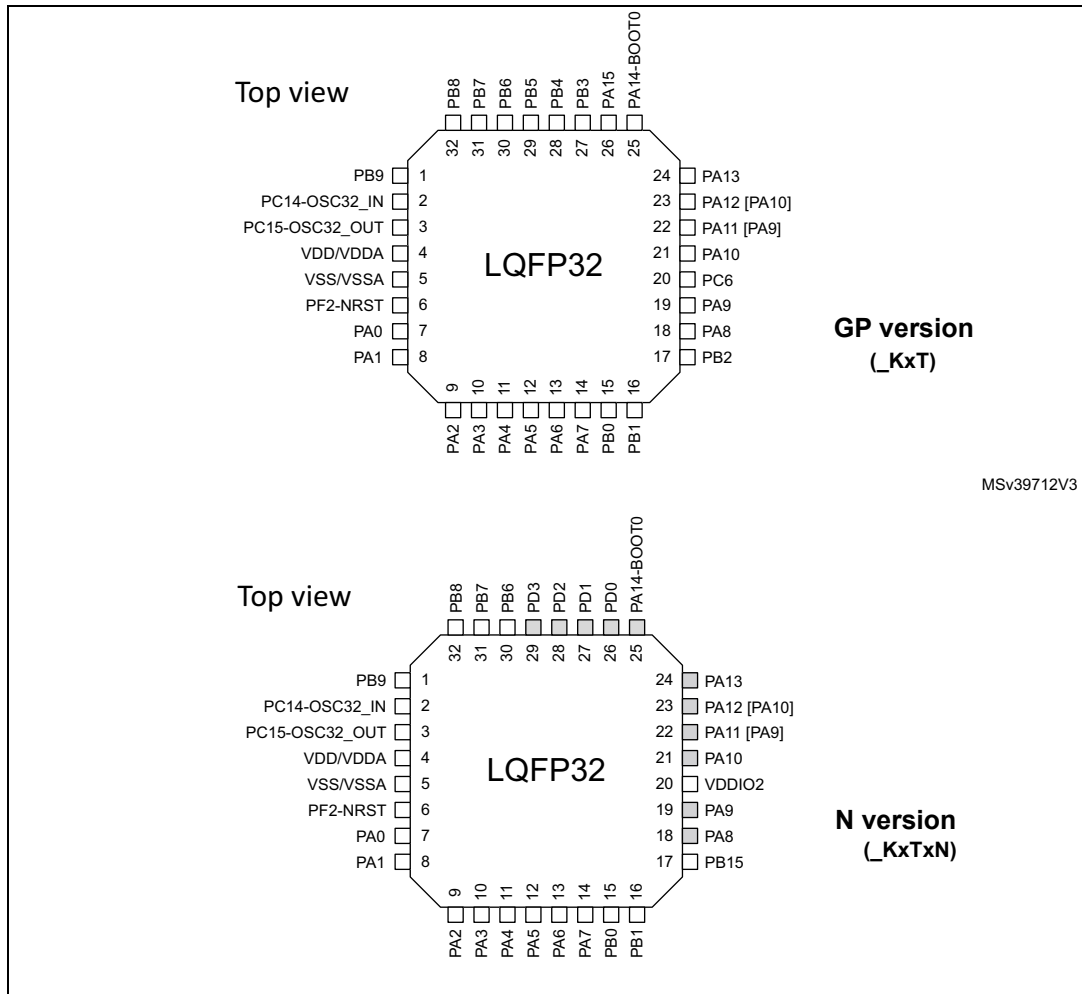 Top view
PB8
PB7
PB6
PB5
PB4
PB3
PA15
PA14-BOOT0
32
31
30
29
28
27
26
25
PB9 1
PC14-OSC32_IN 2
PC15-OSC32_OUT 3
VDD/VDDA 4
VSS/VSSA 5
PF2-NRST 6
PA0 7
PA1 8
LQFP32
24 PA13
23 PA12 [PA10]
22 PA11 [PA9]
21 PA10
20 PC6
19 PA9
18 PA8
17 PB2
9
10
11
12
13
14
15
16
PA2
PA3
PA4
PA5
PA6
PA7
PB0
PB1
GP version
(_KxT)
MSv39712V3
Top view
PB8
PB7
PB6
PD3
PD2
PD1
PD0
PA14-BOOT0
32
31
30
29
28
27
26
25
PB9 1
PC14-OSC32_IN 2
PC15-OSC32_OUT 3
VDD/VDDA 4
VSS/VSSA 5
PF2-NRST 6
PA0 7
PA1 8
LQFP32
24 PA13
23 PA12 [PA10]
22 PA11 [PA9]
21 PA10
20 VDDIO2
19 PA9
18 PA8
17 PB15
9
10
11
12
13
14
15
16
PA2
PA3
PA4
PA5
PA6
PA7
PB0
PB1
N version
(_KxTxN)